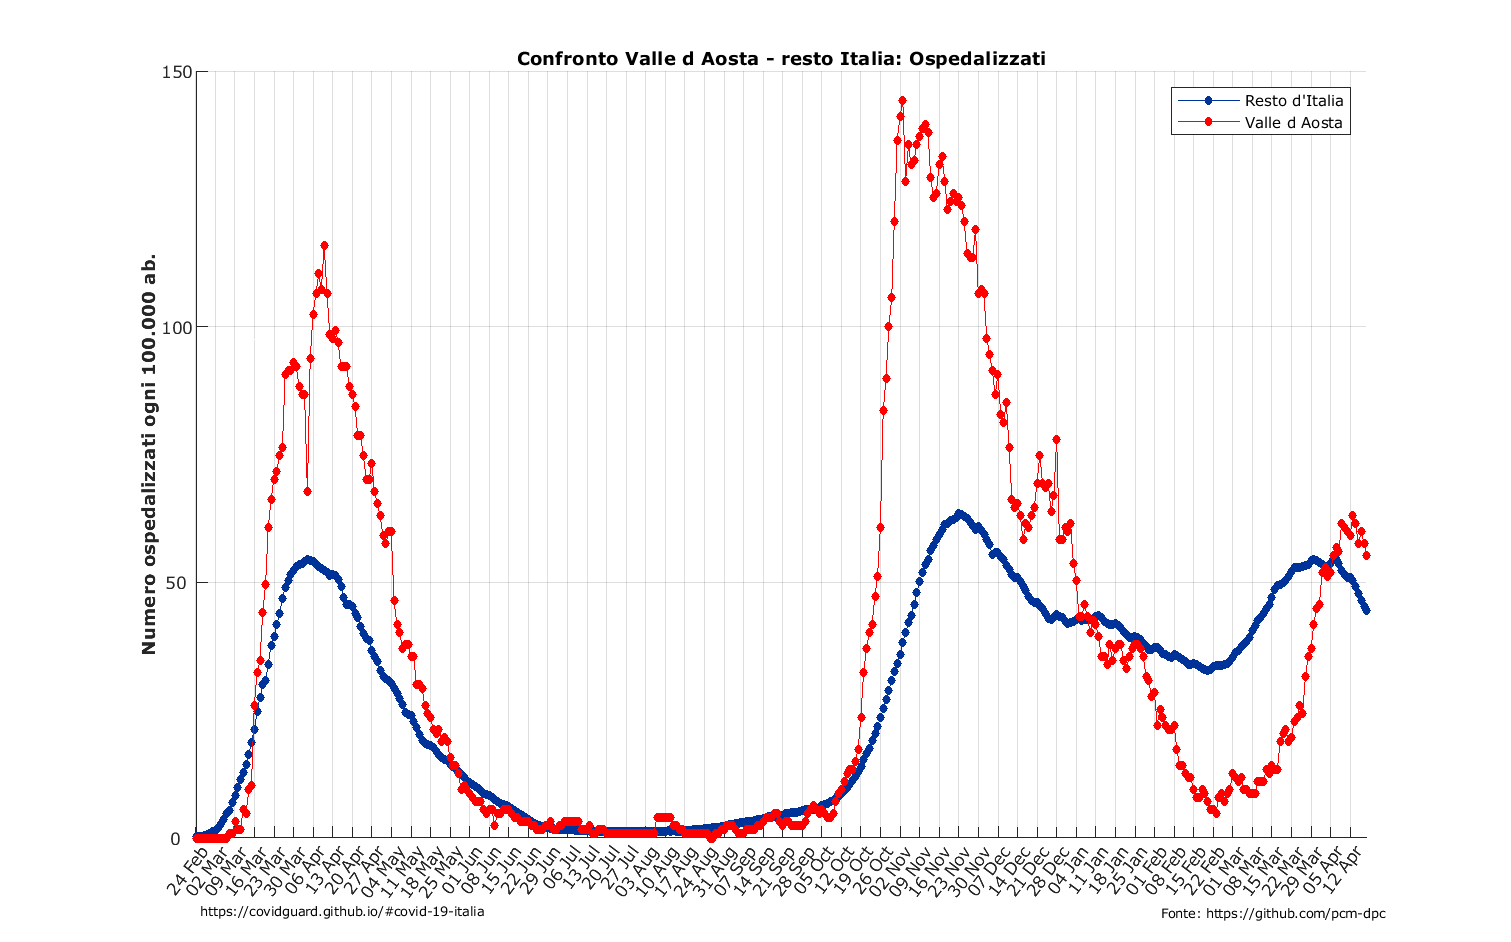 Confronto Valle d Aosta - resto Italia: Ospedalizzati
150
100
50
0
Numero ospedalizzati ogni 100.000 ab.
Resto d'Italia
Valle d Aosta
24 Feb
02 Mar
09 Mar
16 Mar
23 Mar
30 Mar
06 Apr
13 Apr
20 Apr
27 Apr
04 May
11 May
18 May
25 May
01 Jun
08 Jun
15 Jun
22 Jun
29 Jun
06 Jul
13 Jul
20 Jul
27 Jul
03 Aug
10 Aug
17 Aug
24 Aug
31 Aug
07 Sep
14 Sep
21 Sep
28 Sep
05 Oct
12 Oct
19 Oct
26 Oct
02 Nov
09 Nov
16 Nov
23 Nov
30 Nov
07 Dec
14 Dec
21 Dec
28 Dec
04 Jan
11 Jan
18 Jan
25 Jan
01 Feb
08 Feb
15 Feb
22 Feb
01 Mar
08 Mar
15 Mar
22 Mar
29 Mar
05 Apr
12 Apr
https://covidguard.github.io/#covid-19-italia
Fonte: https://github.com/pcm-dpc